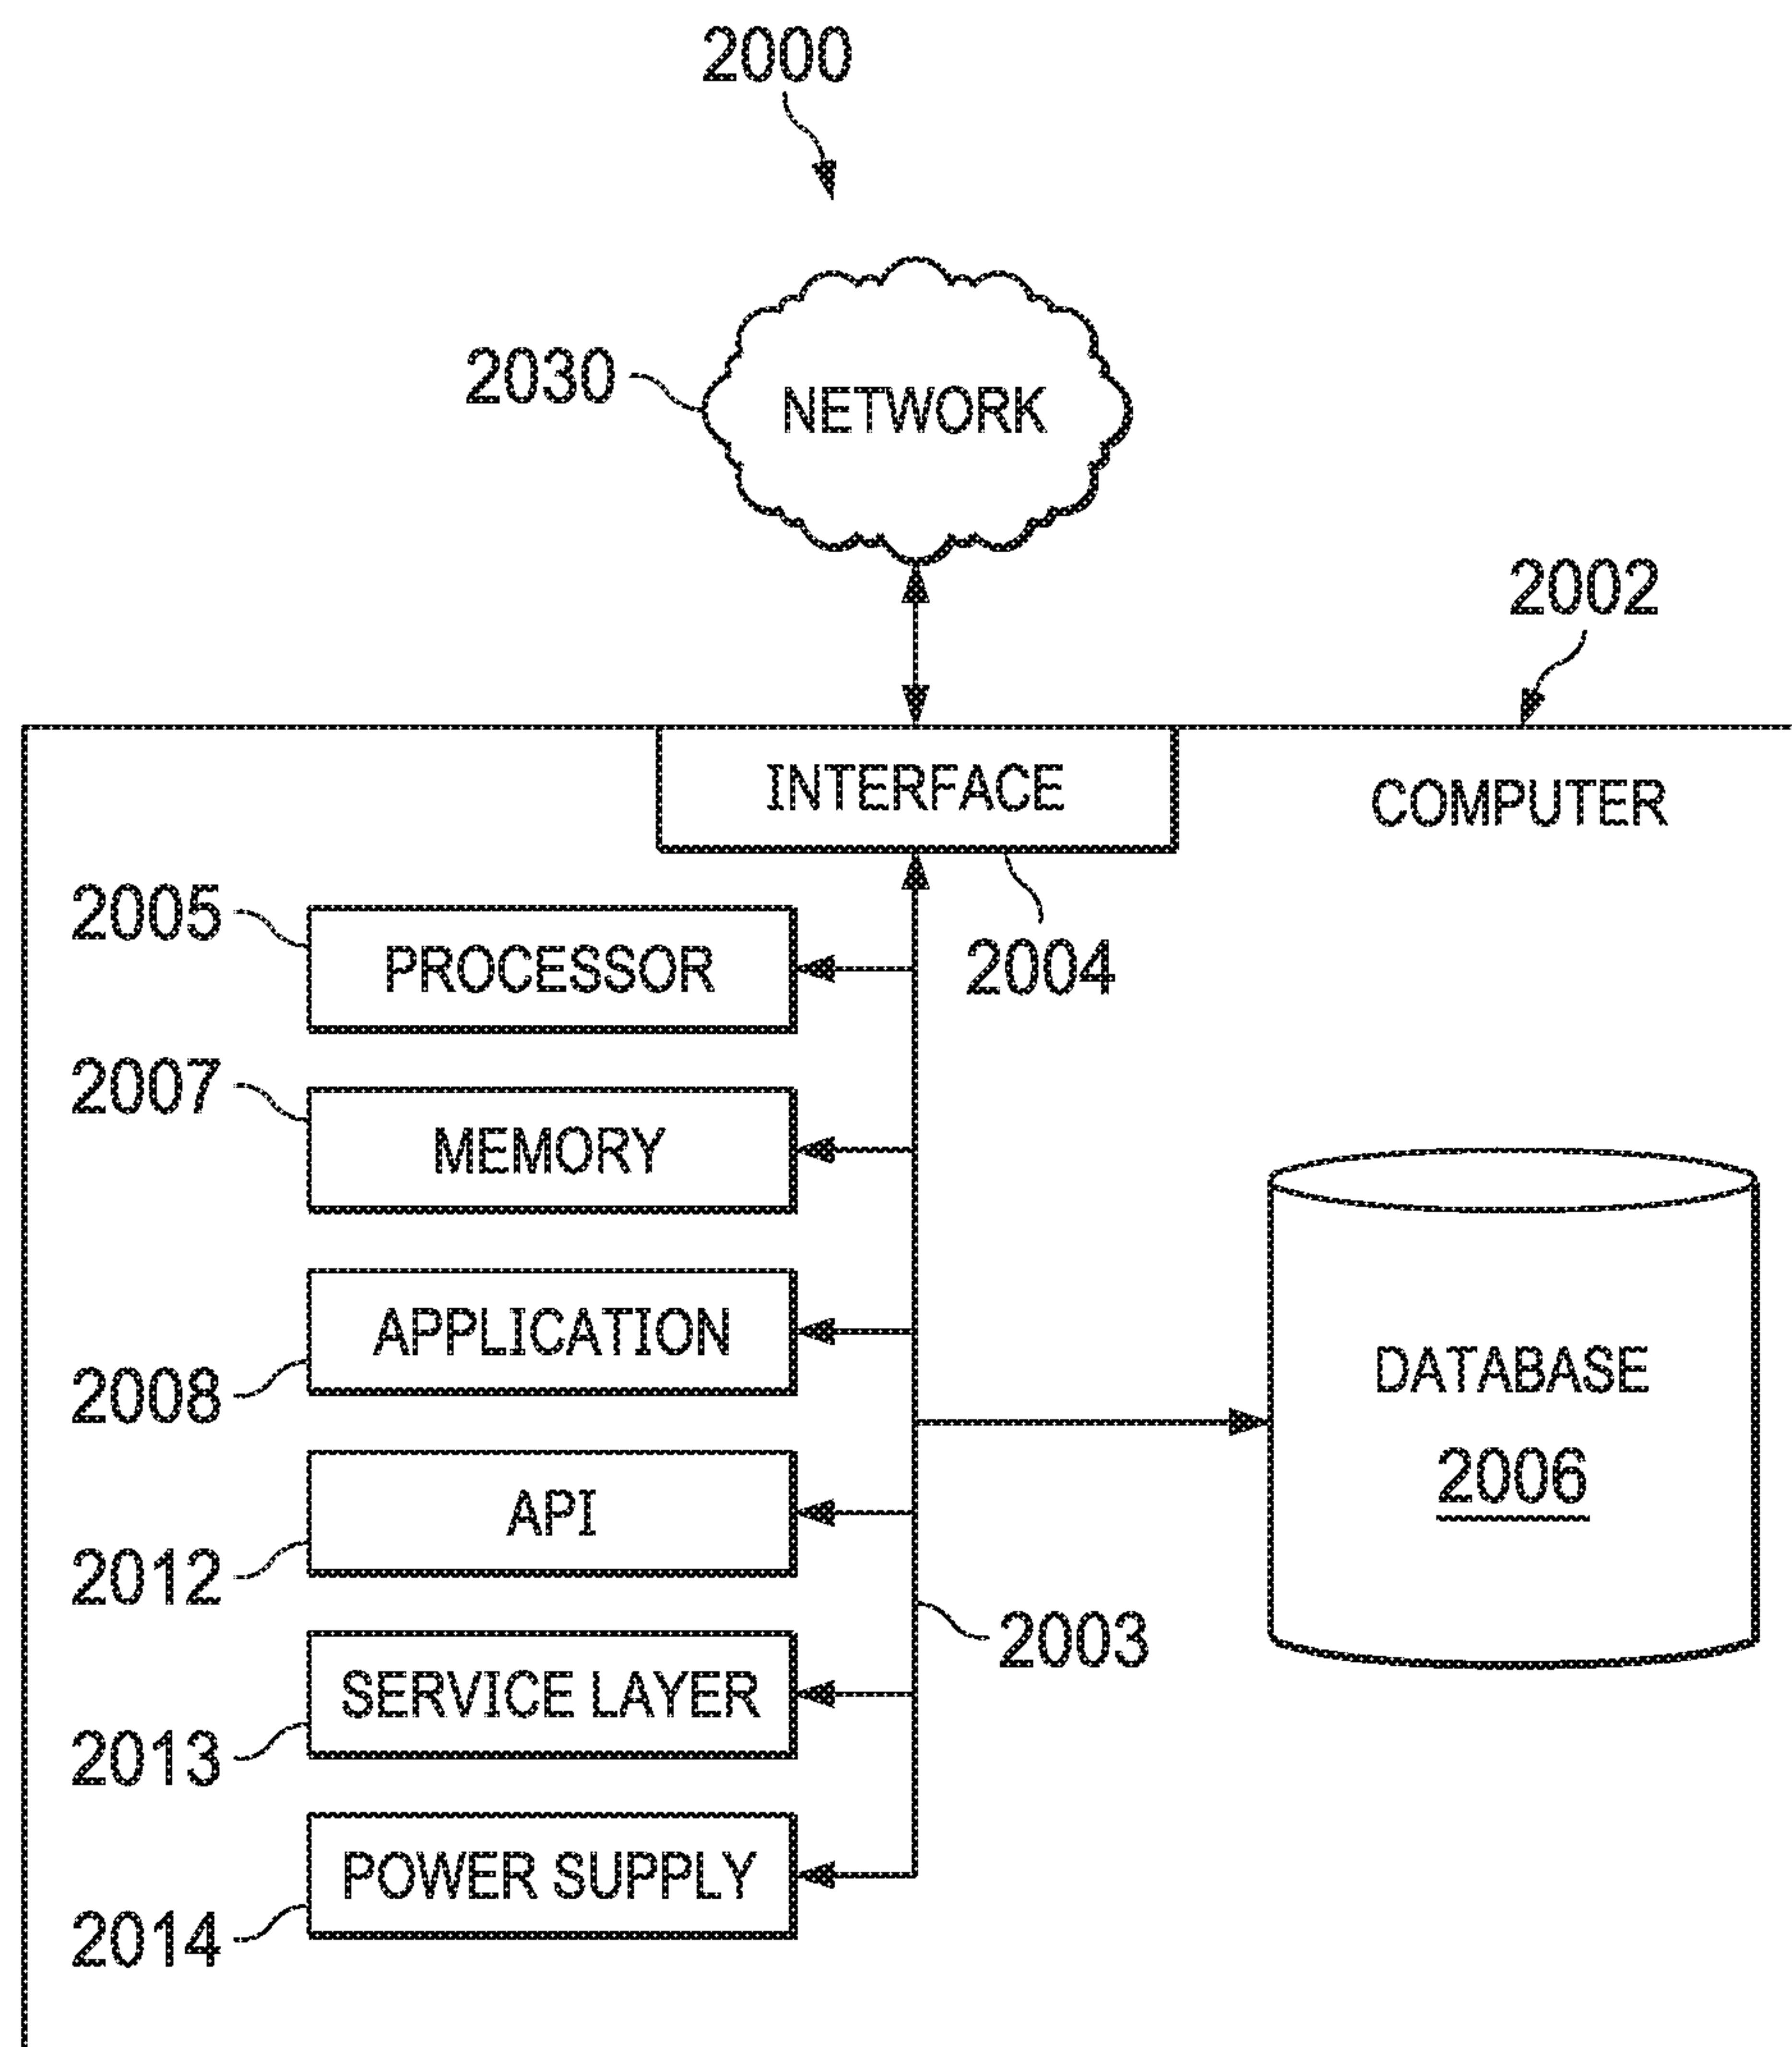 2000
2030
NETWORK
2002
INTERFACE
COMPUTER
2005
PROCESSOR
2004
2007
MEMORY
APPLICATION
2008
DATABASE
2006
API
2012
2003
SERVICE LAYER
2013
POWER SUPPLY
2014